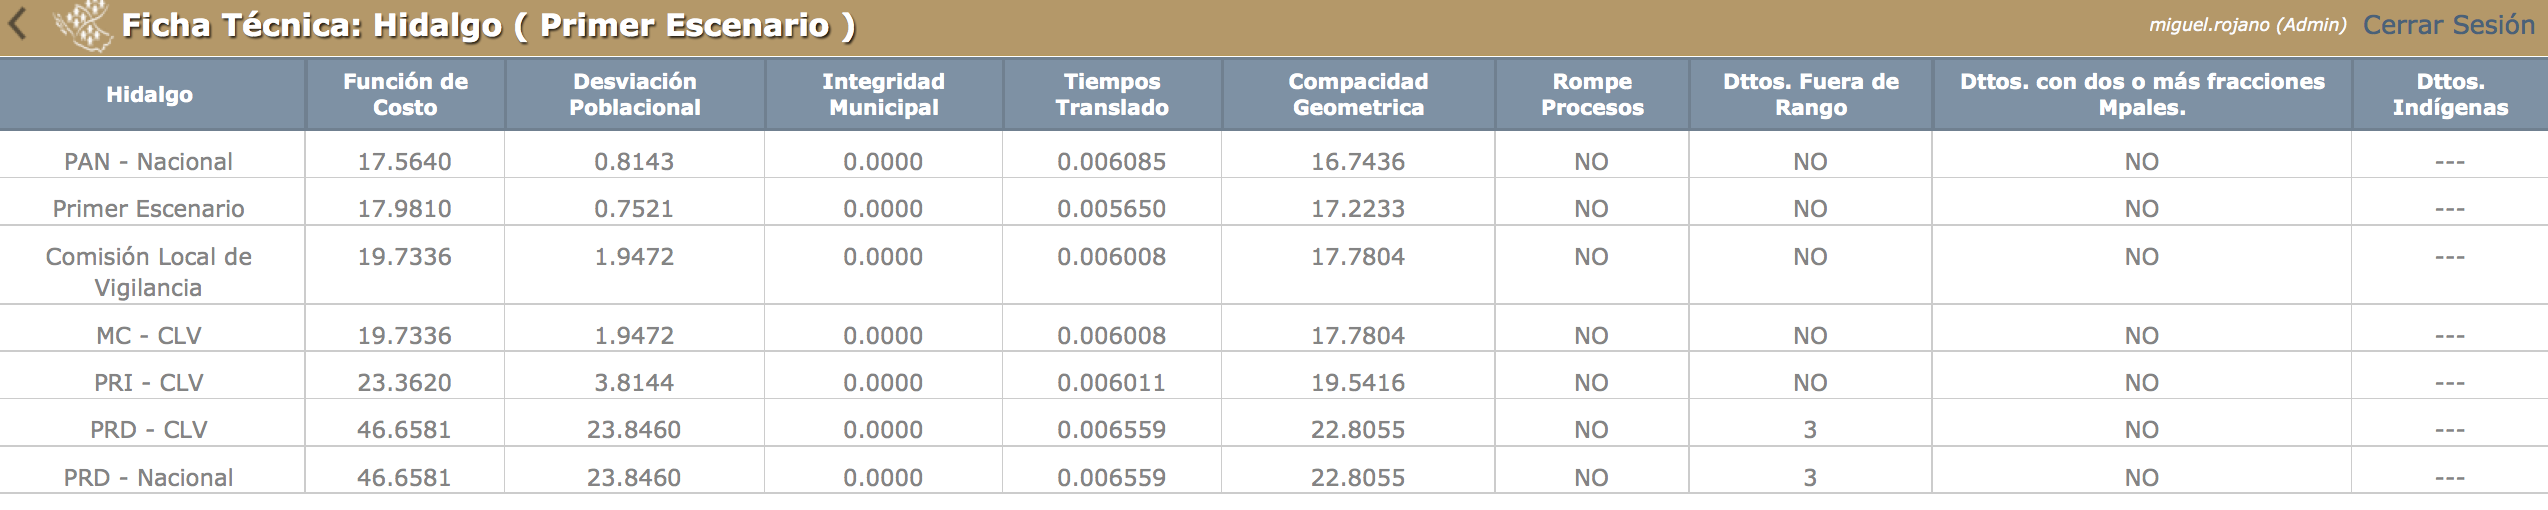 Ficha Técnica: Hidalgo ( Primer Escenario ) miguel.rojano (Admin) Cerrar Sesión
Hidalgo Función de Costo Desviación Poblacional Integridad Municipal Tiempos Translado Compacidad Geometrica Rompe Procesos Dttos. Fuera de Rango Dttos. con dos o más fracciones Mpales. Dttos. Indígenas
PAN - Nacional 17.5640 0.8143 0.0000 0.006085 16.7436 NO NO NO ---
Primer Escenario 17.9810 0.7521 0.0000 0.005650 17.2233 NO NO NO ---
Comisión Local de Vigilancia 19.7336 1.9472 0.0000 0.006008 17.7804 NO NO NO ---
MC - CLV 19.7336 1.9472 0.0000 0.006008 17.7804 NO NO NO ---
PRI - CLV 23.3620 3.8144 0.0000 0.006011 19.5416 NO NO NO ---
PRD - CLV 46.6581 23.8460 0.0000 0.006559 22.8055 NO 3 NO ---
PRD - Nacional 46.6581 23.8460 0.0000 0.006559 22.8055 NO 3 NO ---